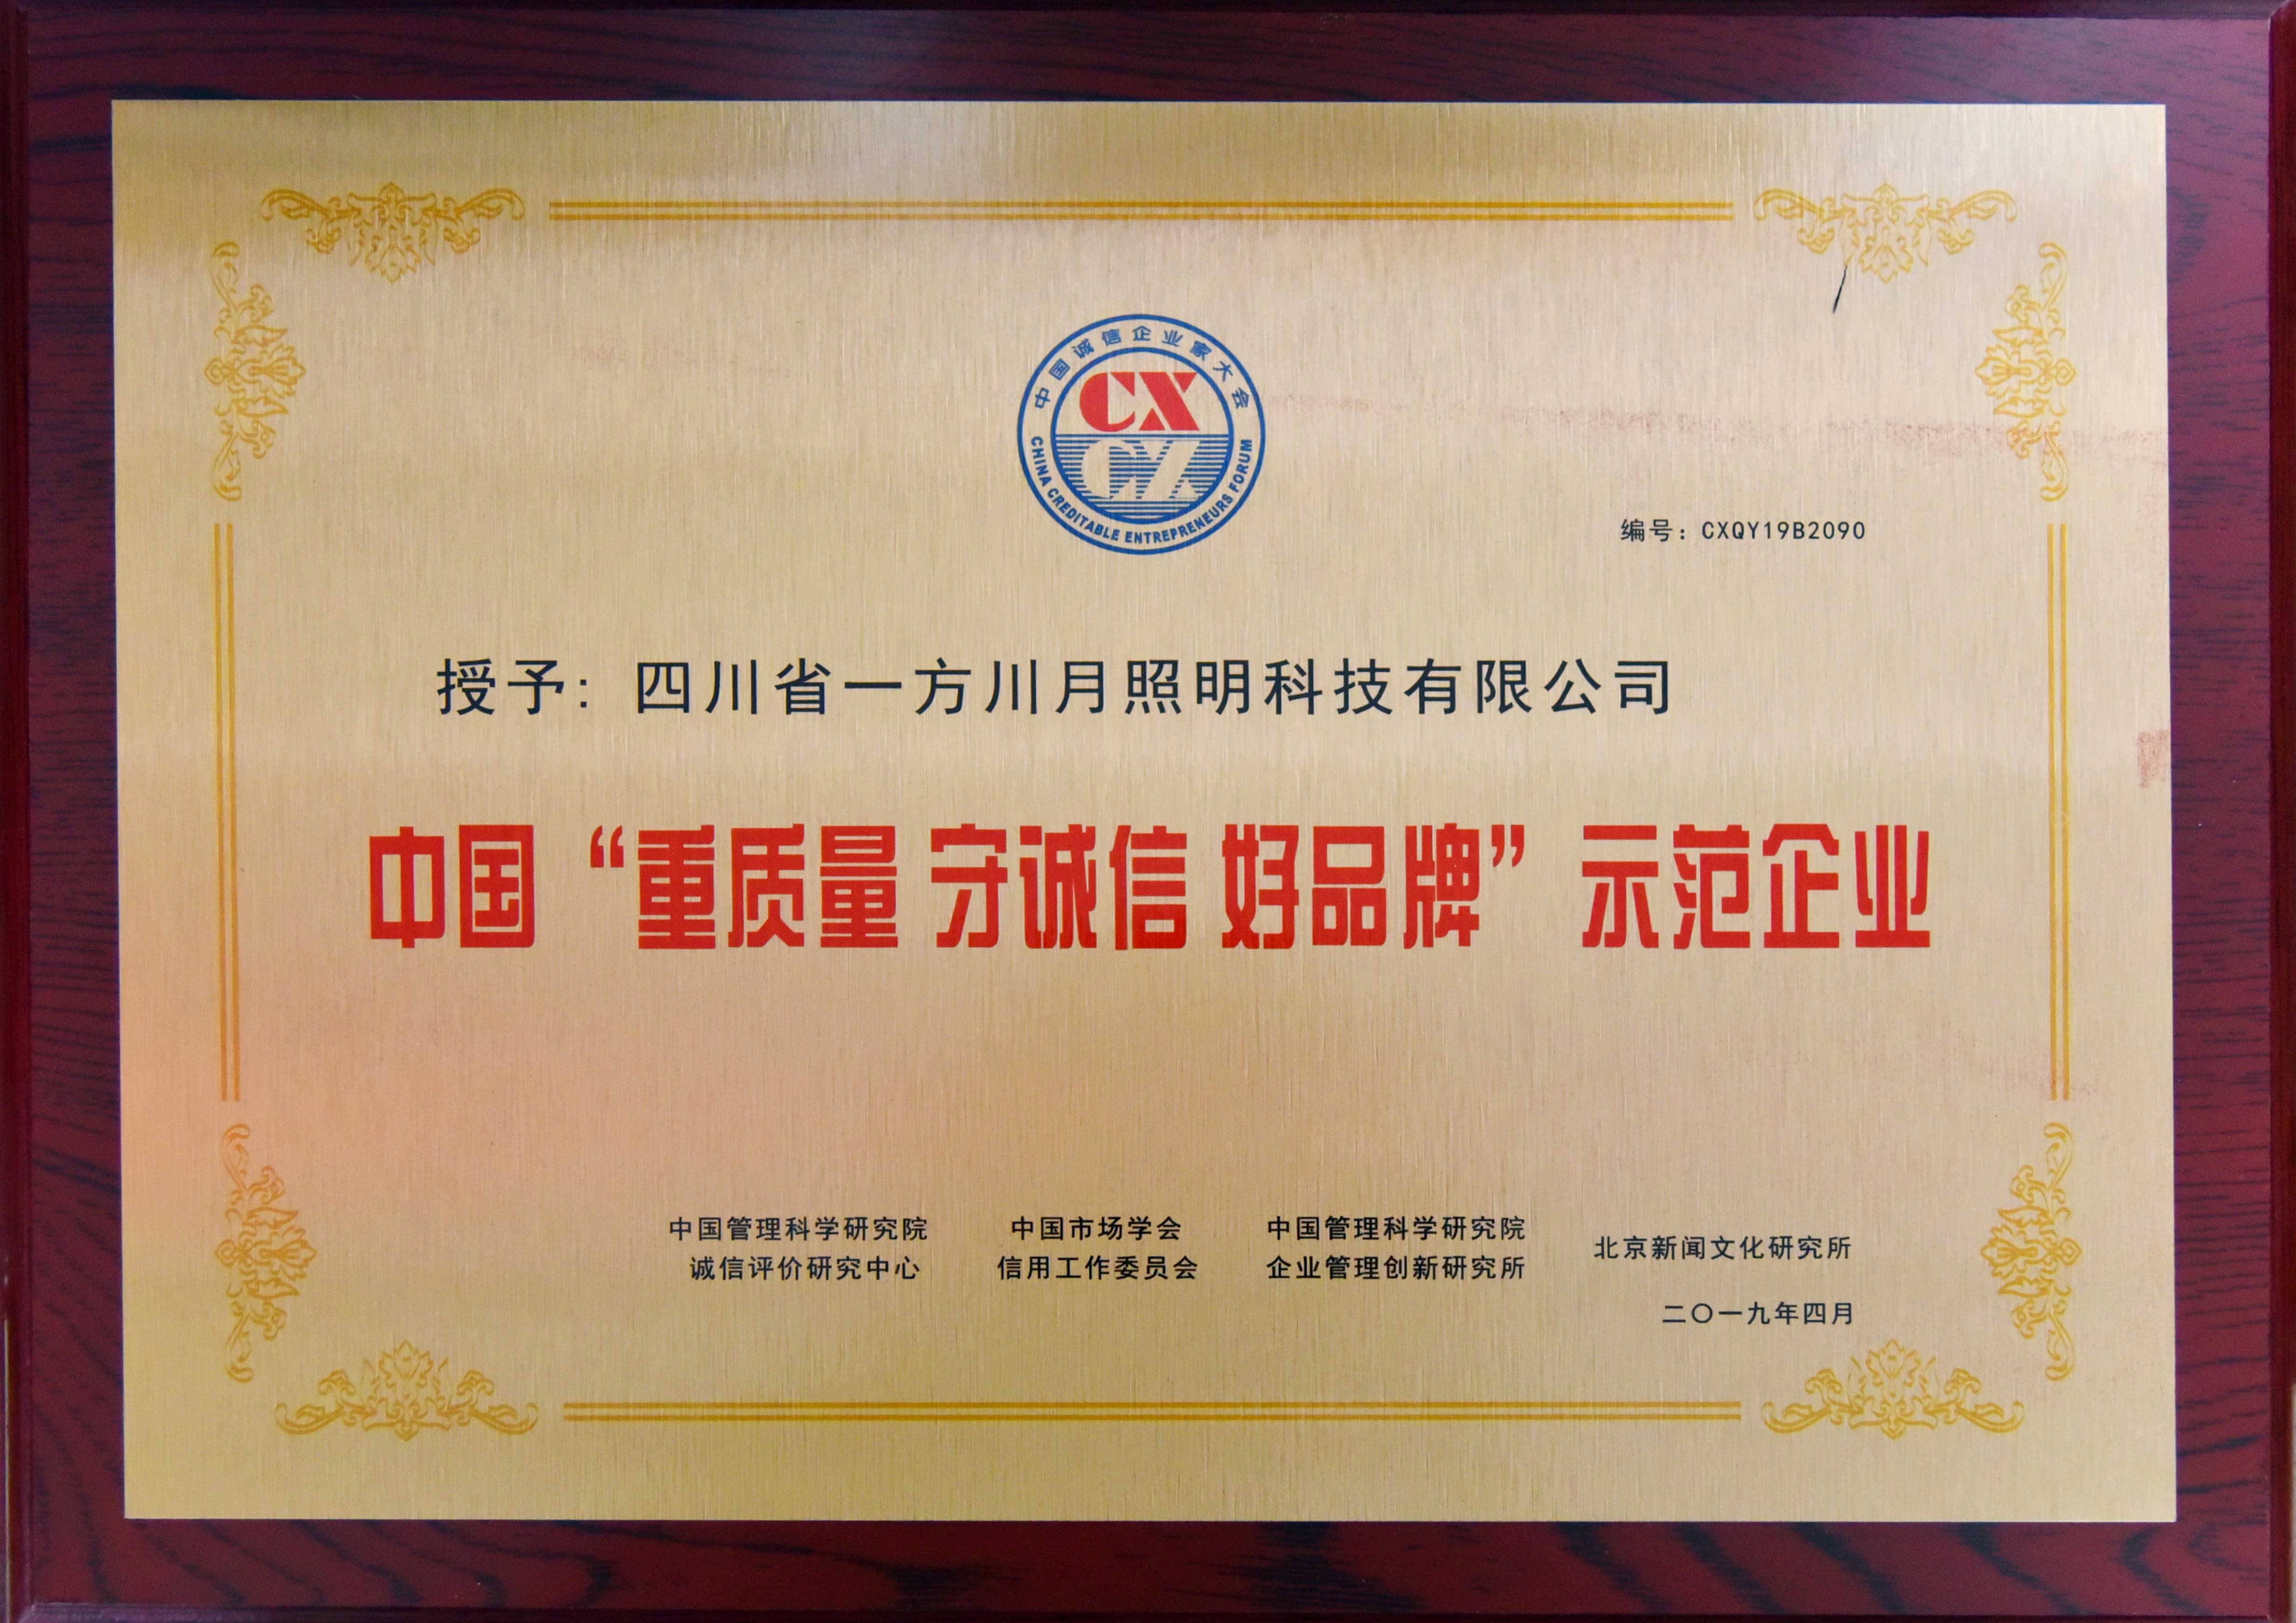 中国诚信企业家大会
CX
CHINA CREDITABLE ENTREPRENEURS FORUM
编号：CXQY19B2090
授予：四川省一方川月照明科技有限公司
中国“重质量 守诚信 好品牌”示范企业
中国管理科学研究院
诚信评价研究中心
中国市场学会
信用工作委员会
中国管理科学研究院
企业管理创新研究所
北京新闻文化研究所
二〇一九年四月